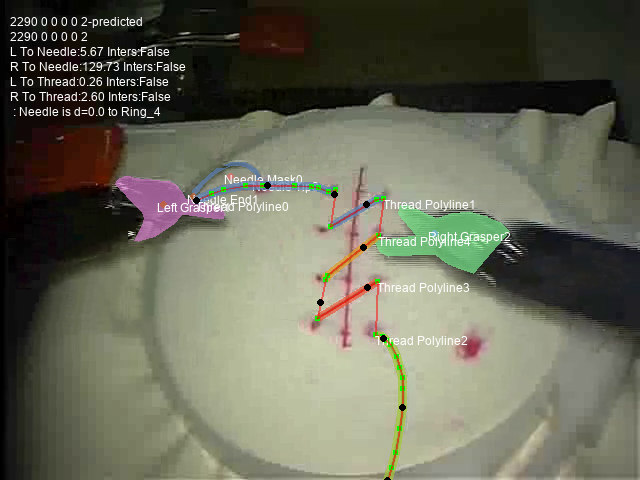 2290 0 0 0 0 2-predicted
2290 0 0 0 0 2
L To Needle:5.67 Inters:False
R To Needle:129.73 Inters:False
L To Thread:0.26 Inters:False
R To Thread:2.60 Inters:False
: Needle is d=0.0 to Ring_4
Needle Mask0
Left Grasper
Polyline0
Thread Polyline1
Right Grasper2
Thread Polyline4
Thread Polyline3
Thread Polyline2